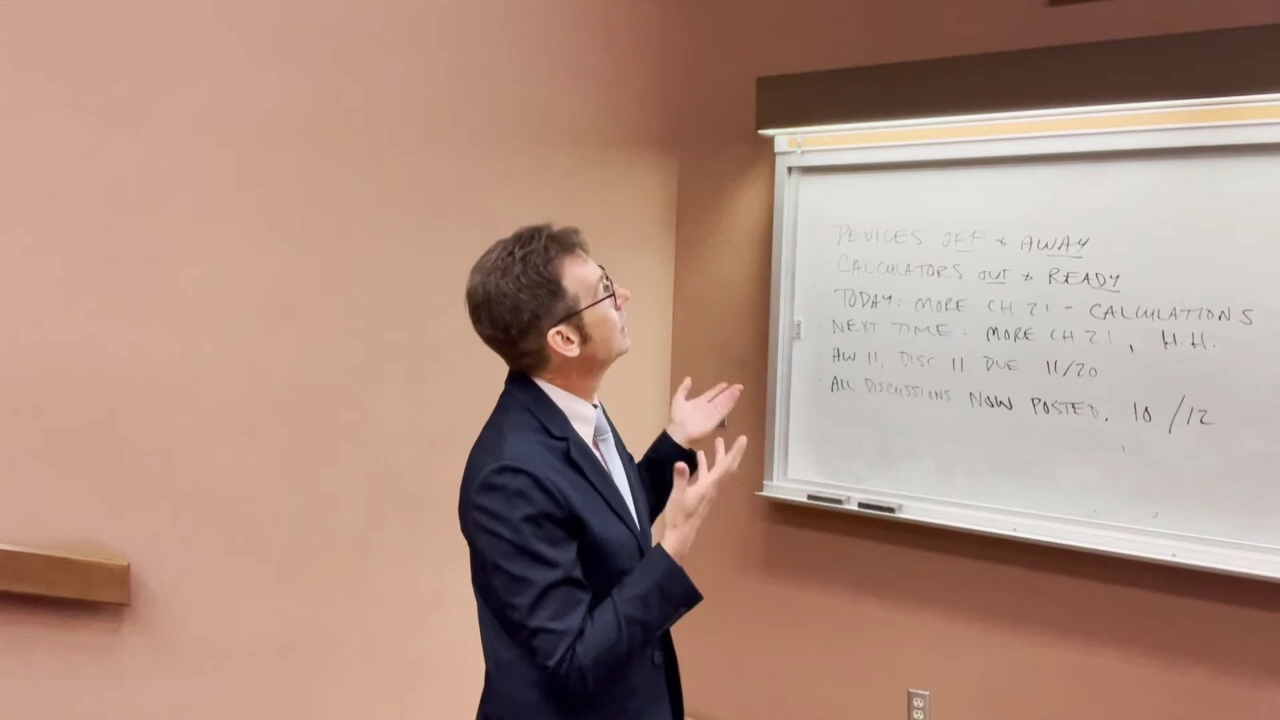 DEVICES OFF & AWAY
CALCULATORS OUT & READY
TODAY: MORE CH 21 - CALCULATIONS
NEXT TIME: MORE CH 21, H.H.
HW 11, DISC 11 DUE 11/20
ALL DISCUSSIONS NOW POSTED. 10/12